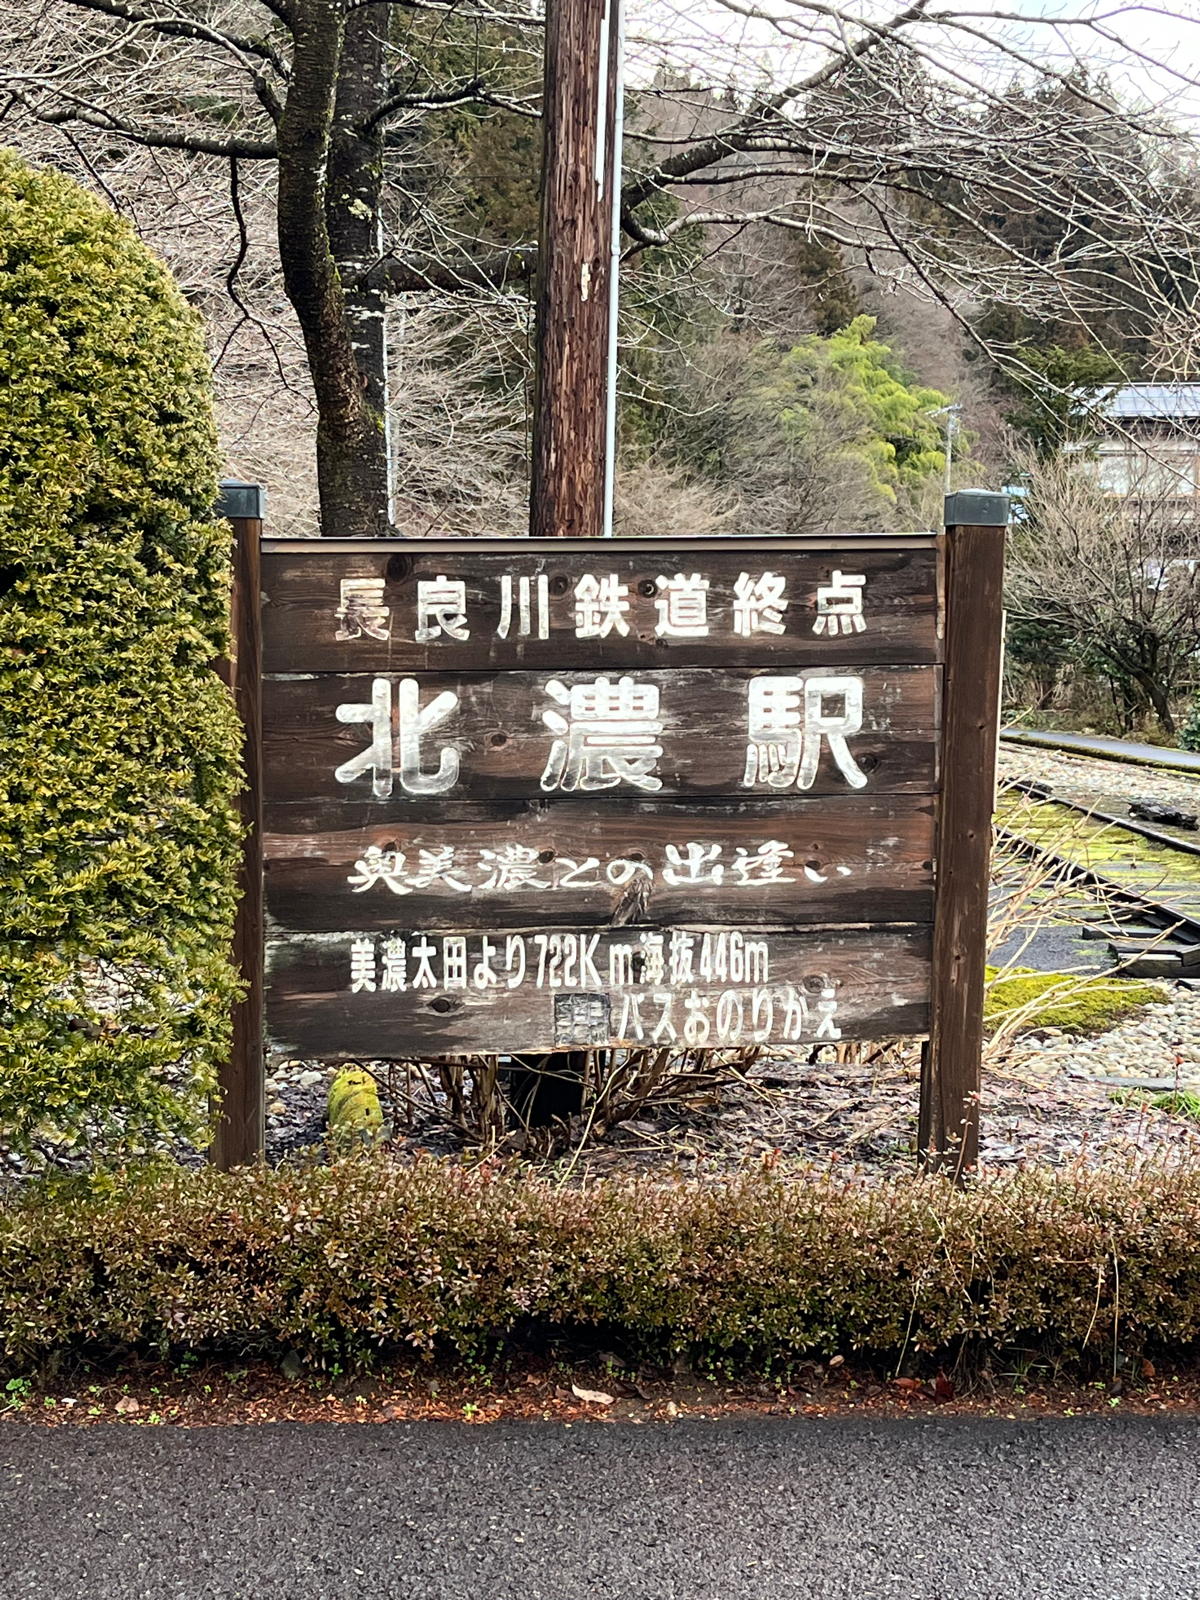 長良川鉄道終点
北濃駅
奥美濃との出逢い
美濃太田より722Km海抜446m
バスおのりかえ